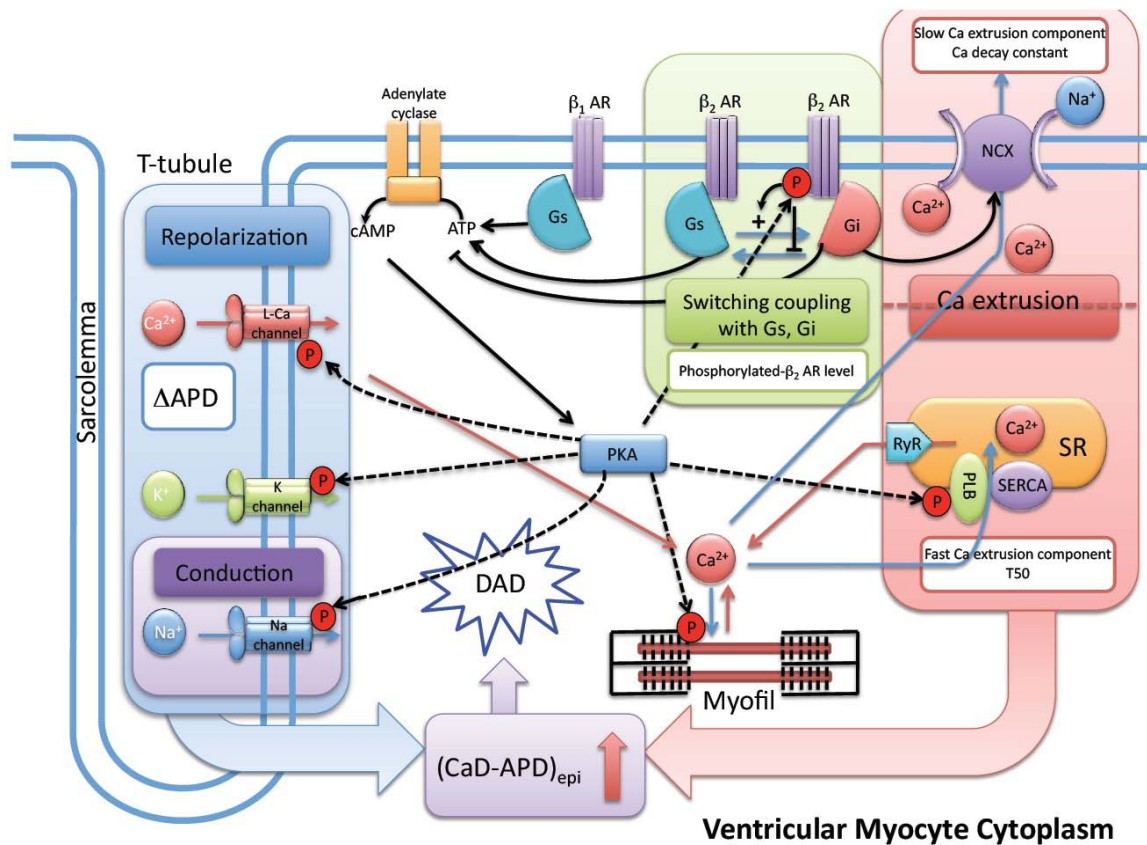 Slow Ca extrusion component
Ca decay constant
Adenylate
cyclase
β1 AR
β2 AR
β2 AR
Na+
NCX
T-tubule
P
Gs
Gs
Gi
+
Ca2+
cAMP
ATP
Repolarization
Ca2+
Switching coupling
with Gs, Gi
Ca extrusion
Ca2+
L-Ca
channel
P
Phosphorylated-β2 AR level
ΔAPD
Sarcolemma
Ca2+
RyR
SR
PKA
P
K+
K
channel
P
PLB
SERCA
Ca2+
Fast Ca extrusion component
T50
Conduction
DAD
P
Na+
Na
channel
P
Myofil
(CaD-APD)epi
Ventricular Myocyte Cytoplasm